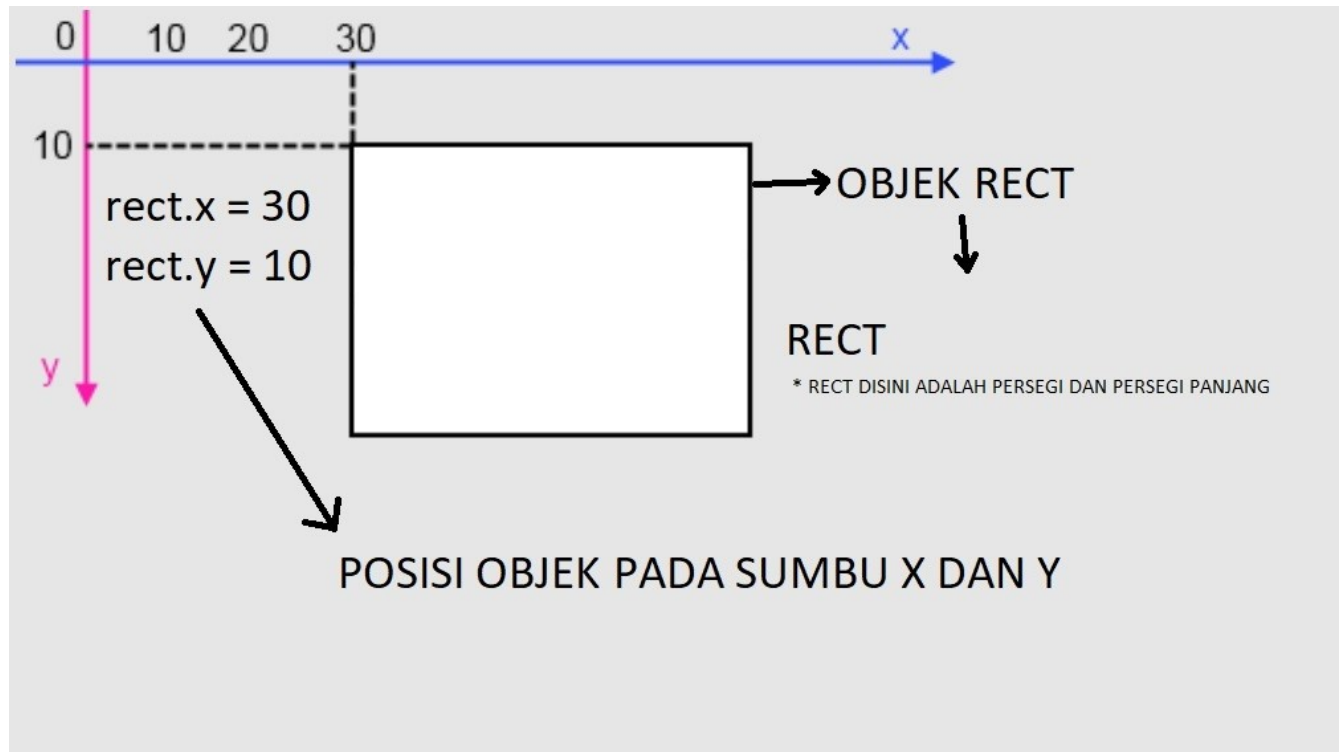 0 10 20 30 x
10
rect.x = 30
rect.y = 10
y
OBJEK RECT
RECT
* RECT DISINI ADALAH PERSEGI DAN PERSEGI PANJANG
POSISI OBJEK PADA SUMBU X DAN Y